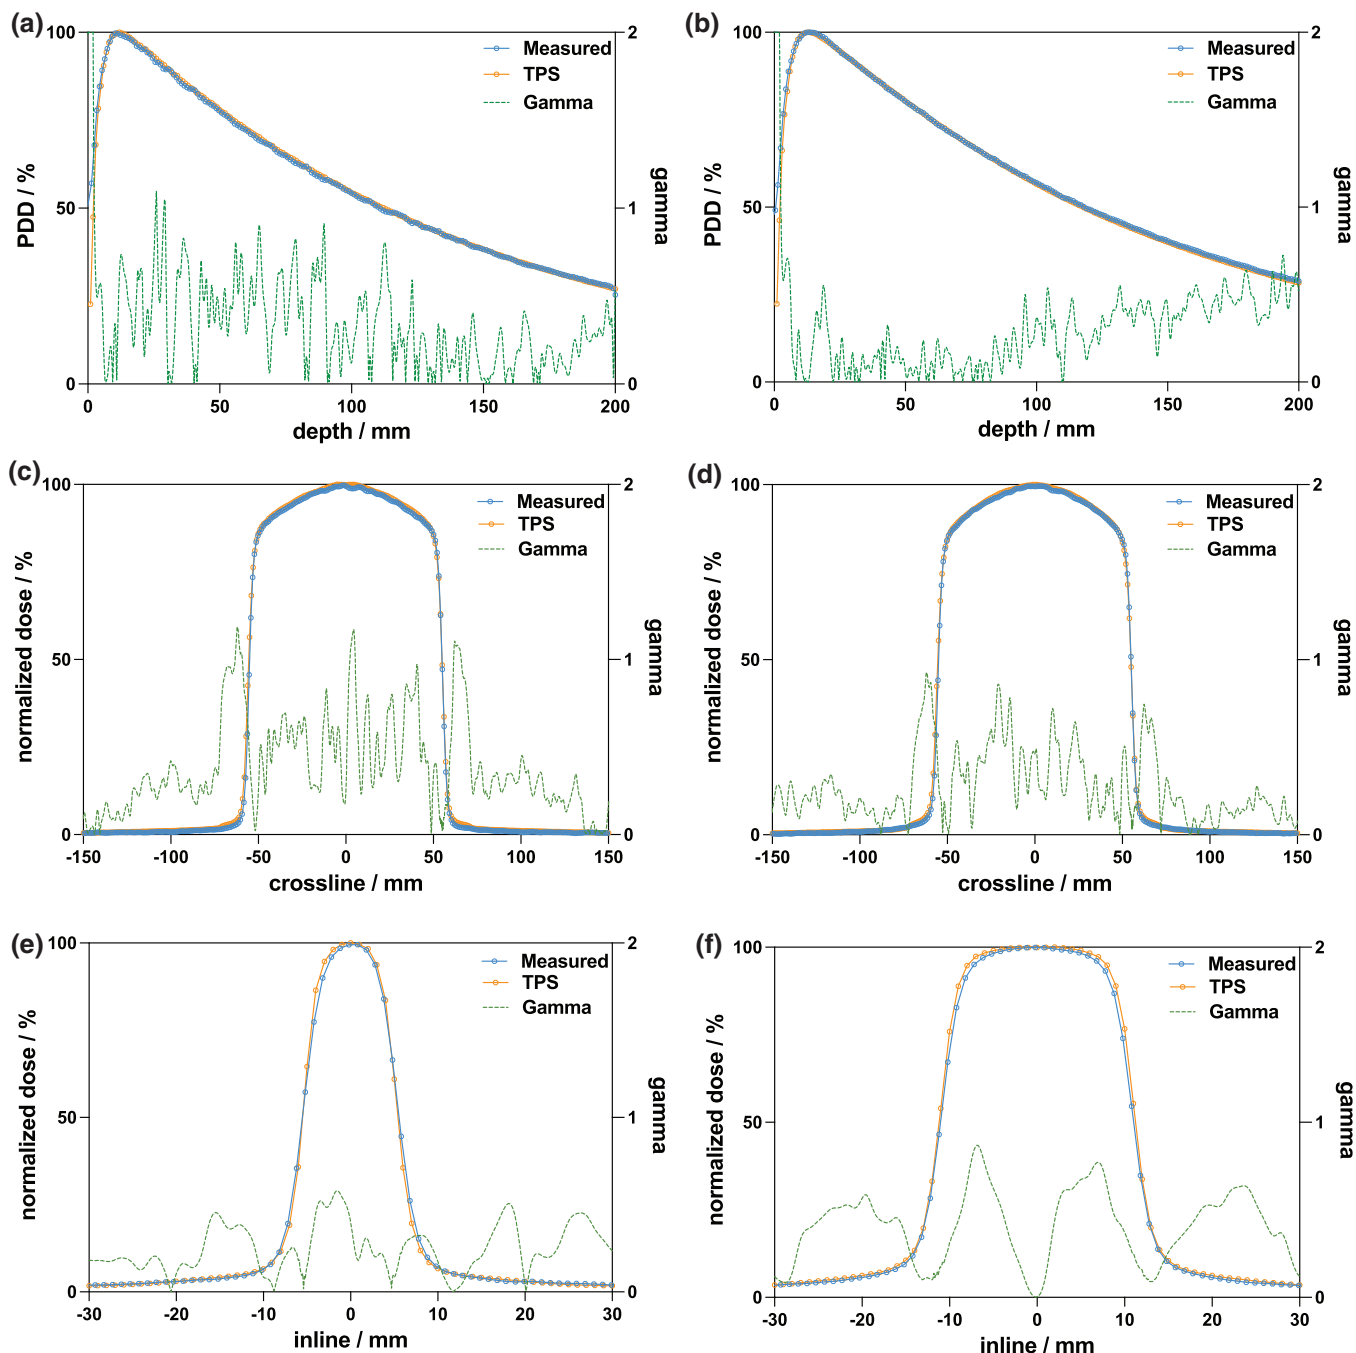 (a)
100
50
0
PDD / %
Measured
TPS
Gamma
2
1
0
gamma
0
50
100
150
200
depth / mm
(b)
100
50
0
PDD / %
Measured
TPS
Gamma
2
1
0
gamma
0
50
100
150
200
depth / mm
(c)
100
50
0
normalized dose / %
Measured
TPS
Gamma
2
1
0
gamma
-150
-100
-50
0
50
100
150
crossline / mm
(d)
100
50
0
normalized dose / %
Measured
TPS
Gamma
2
1
0
gamma
-150
-100
-50
0
50
100
150
crossline / mm
(e)
100
50
0
normalized dose / %
Measured
TPS
Gamma
2
1
0
gamma
-30
-20
-10
0
10
20
30
inline / mm
(f)
100
50
0
normalized dose / %
Measured
TPS
Gamma
2
1
0
gamma
-30
-20
-10
0
10
20
30
inline / mm